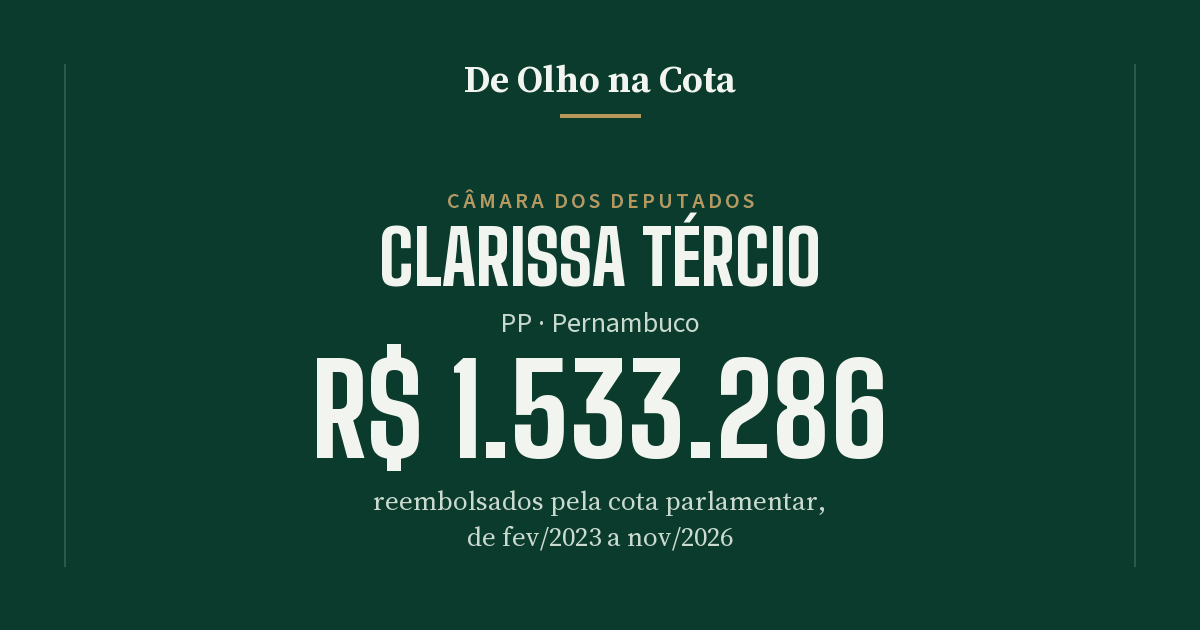 De Olho na Cota
CÂMARA DOS DEPUTADOS
CLARISSA TÉRCIO
PP · Pernambuco
R$ 1.533.286
reembolsados pela cota parlamentar,
de fev/2023 a nov/2026